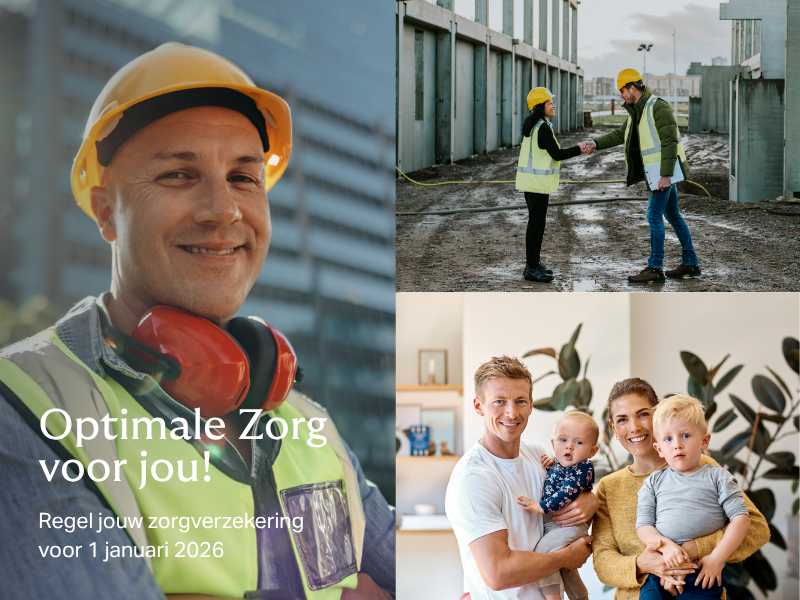 Optimale Zorg
voor jou!
Regel jouw zorgverzekering
voor 1 januari 2026